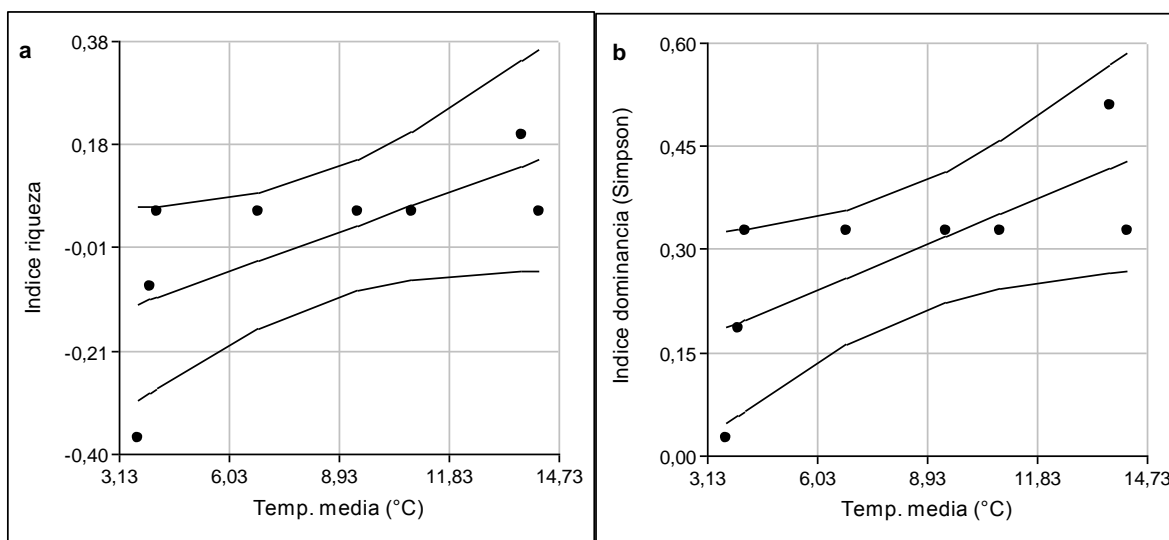 a
0,38
0,18
-0,01
-0,21
-0,40
Indice riqueza
3,13 6,03 8,93 11,83 14,73
Temp. media (°C)
b
0,60
0,45
0,30
0,15
0,00
Indice dominancia (Simpson)
3,13 6,03 8,93 11,83 14,73
Temp. media (°C)